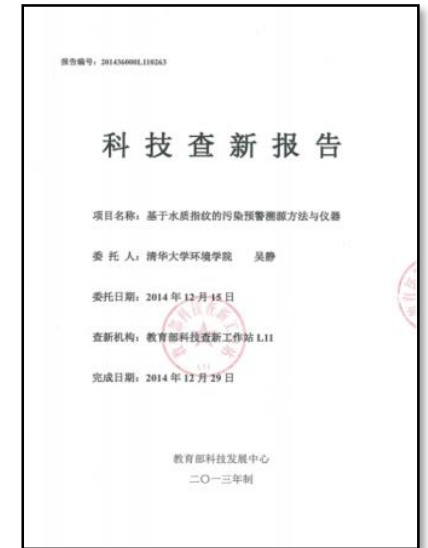 报告编号：201436000L110263
科技查新报告
项目名称：基于水质指纹的污染预警溯源方法与仪器
委 托 人：清华大学环境学院 吴静
委托日期：2014 年 12 月 15 日
查新机构：教育部科技查新工作站 L11
完成日期：2014 年 12 月 29 日
教育部科技发展中心
二〇一三年制